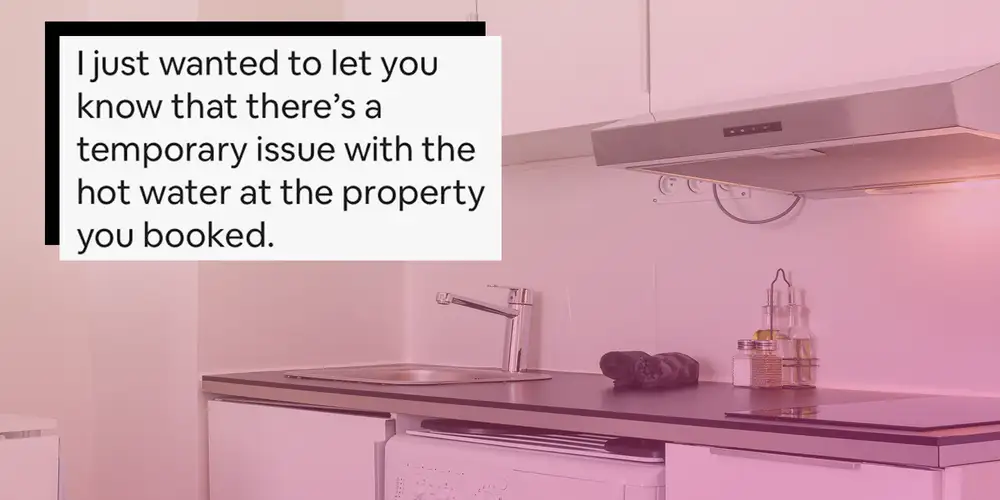 I just wanted to let you
know that there’s a
temporary issue with the
hot water at the property
you booked.